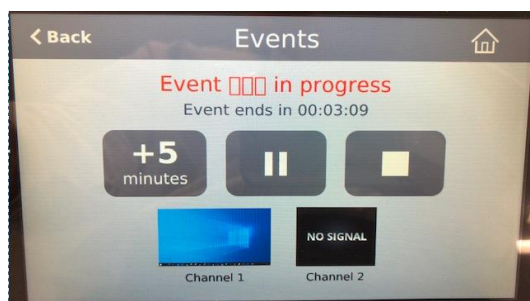 Back
Events
Event □□□ in progress
Event ends in 00:03:09
+5
minutes
NO SIGNAL
Channel 1
Channel 2